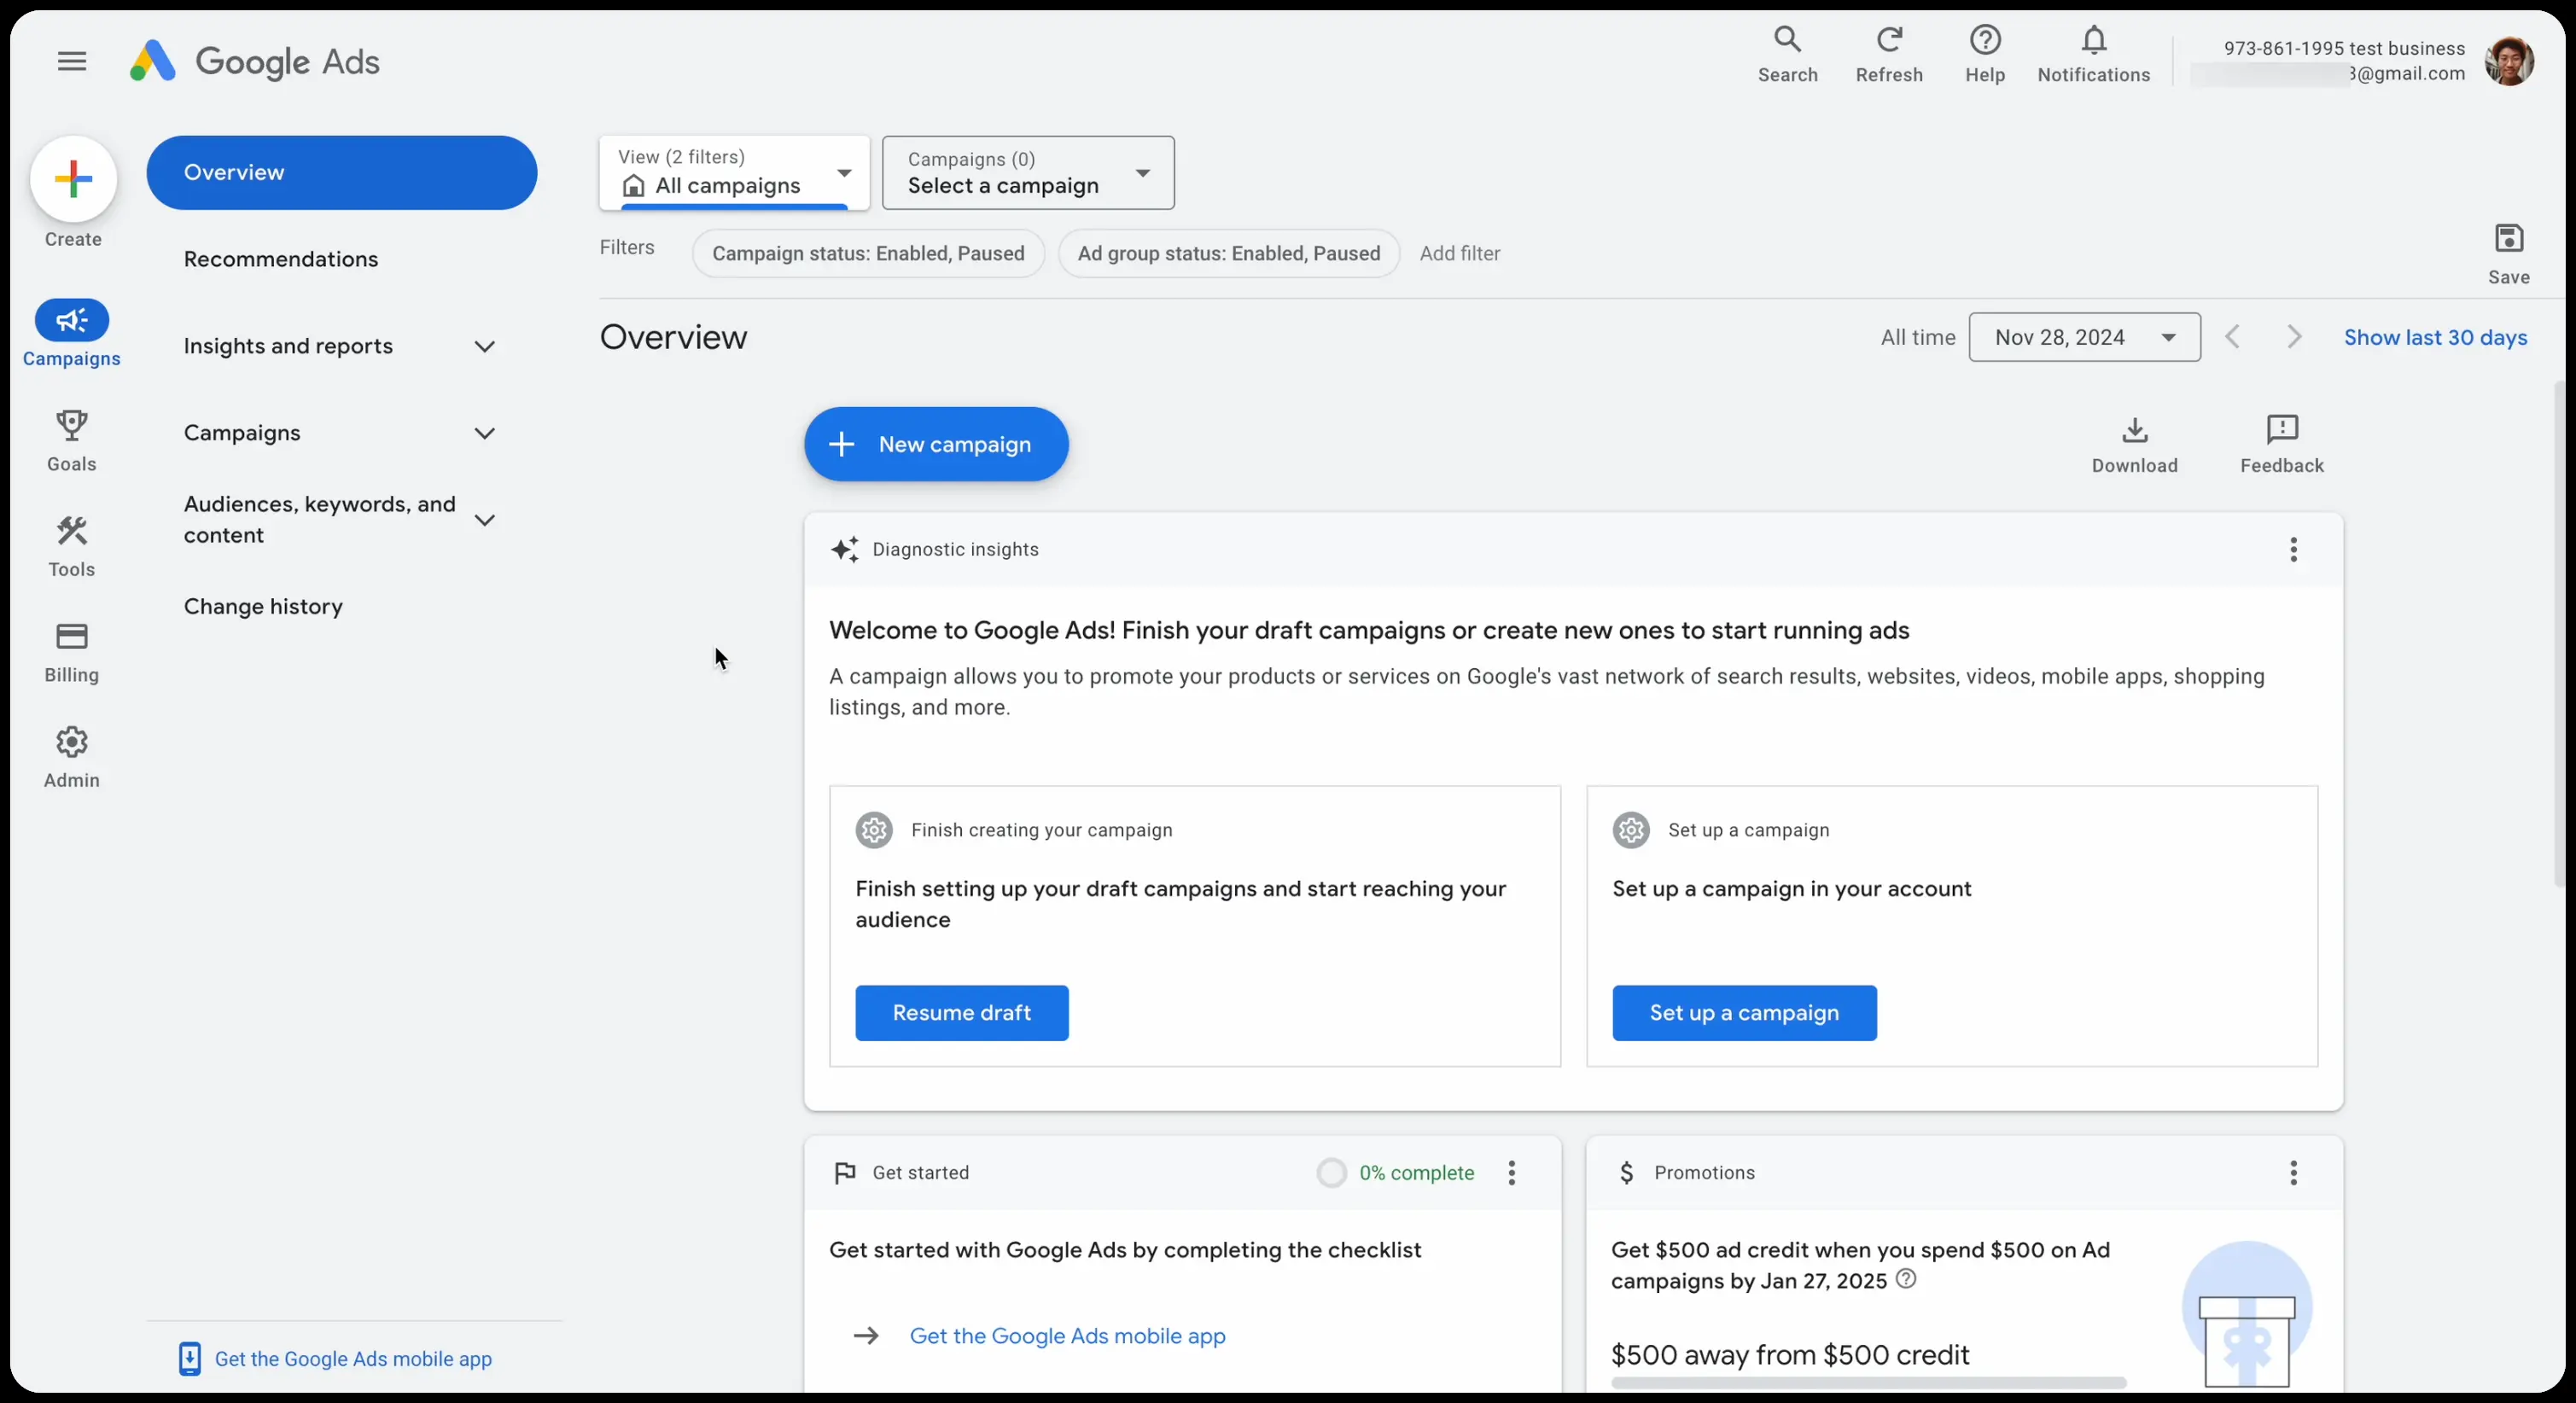 Google Ads
Search
Refresh
Help
Notifications
973-861-1995 test business
3@gmail.com
Create
Campaigns
Goals
Tools
Billing
Admin
Overview
Recommendations
Insights and reports
Campaigns
Audiences, keywords, and
content
Change history
Get the Google Ads mobile app
View (2 filters)
All campaigns
Campaigns (0)
Select a campaign
Filters
Campaign status: Enabled, Paused
Ad group status: Enabled, Paused
Add filter
Save
Overview
All time
Nov 28, 2024
Show last 30 days
New campaign
Download
Feedback
Diagnostic insights
Welcome to Google Ads! Finish your draft campaigns or create new ones to start running ads
A campaign allows you to promote your products or services on Google's vast network of search results, websites, videos, mobile apps, shopping
listings, and more.
Finish creating your campaign
Finish setting up your draft campaigns and start reaching your
audience
Resume draft
Set up a campaign
Set up a campaign in your account
Set up a campaign
Get started
0% complete
Get started with Google Ads by completing the checklist
Get the Google Ads mobile app
Promotions
Get $500 ad credit when you spend $500 on Ad
campaigns by Jan 27, 2025
$500 away from $500 credit